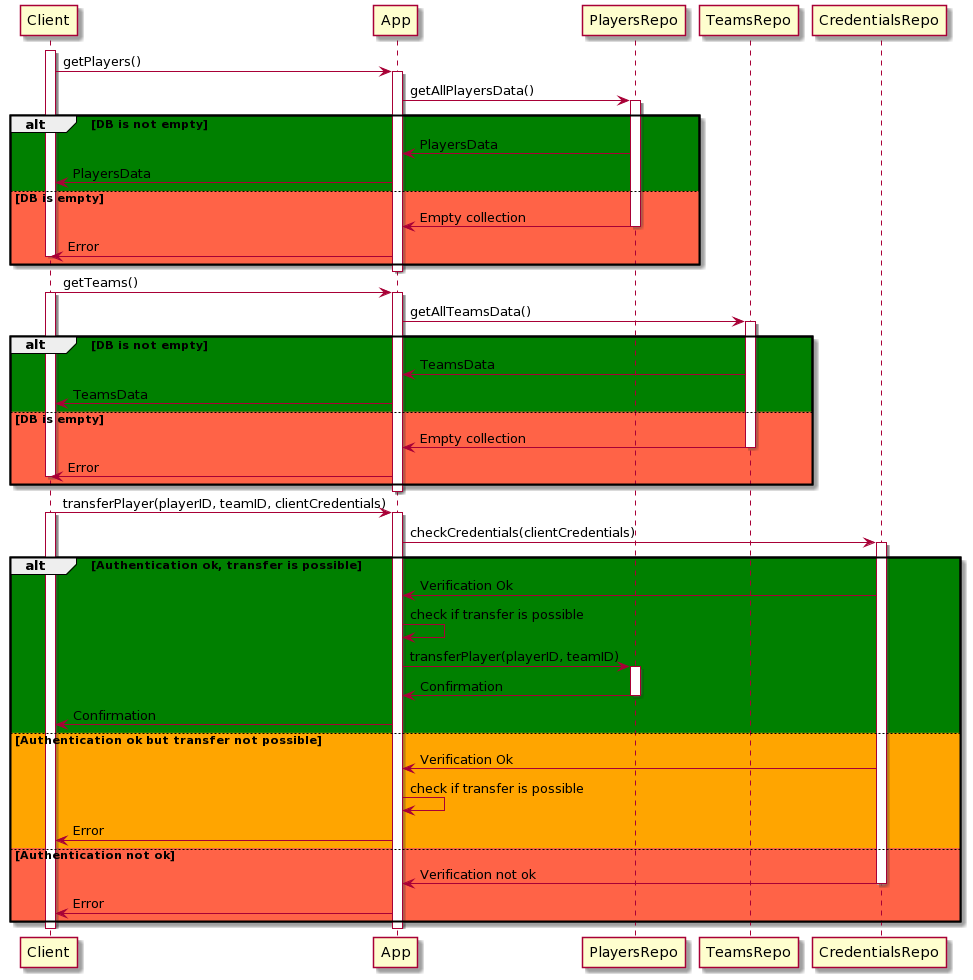 Client App PlayersRepo TeamsRepo CredentialsRepo
getPlayers()
getAllPlayersData()
alt [DB is not empty]
PlayersData
PlayersData
[DB is empty]
Empty collection
Error
getTeams()
getAllTeamsData()
alt [DB is not empty]
TeamsData
TeamsData
[DB is empty]
Empty collection
Error
transferPlayer(playerID, teamID, clientCredentials)
checkCredentials(clientCredentials)
alt [Authentication ok, transfer is possible]
Verification Ok
check if transfer is possible
transferPlayer(playerID, teamID)
Confirmation
Confirmation
[Authentication ok but transfer not possible]
Verification Ok
check if transfer is possible
Error
[Authentication not ok]
Verification not ok
Error
Client App PlayersRepo TeamsRepo CredentialsRepo